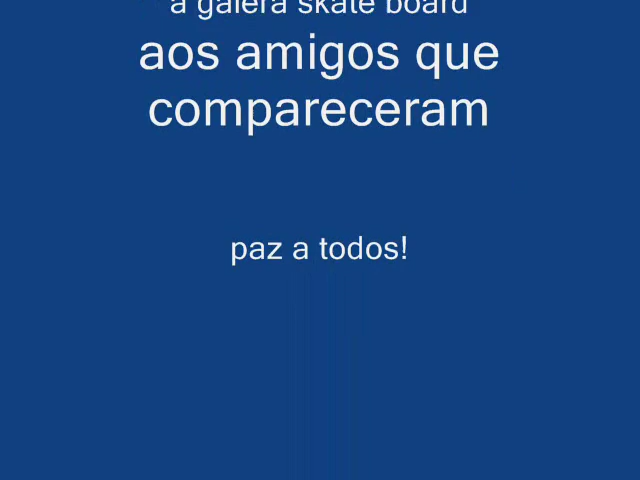 a galera skate board
aos amigos que
compareceram
paz a todos!